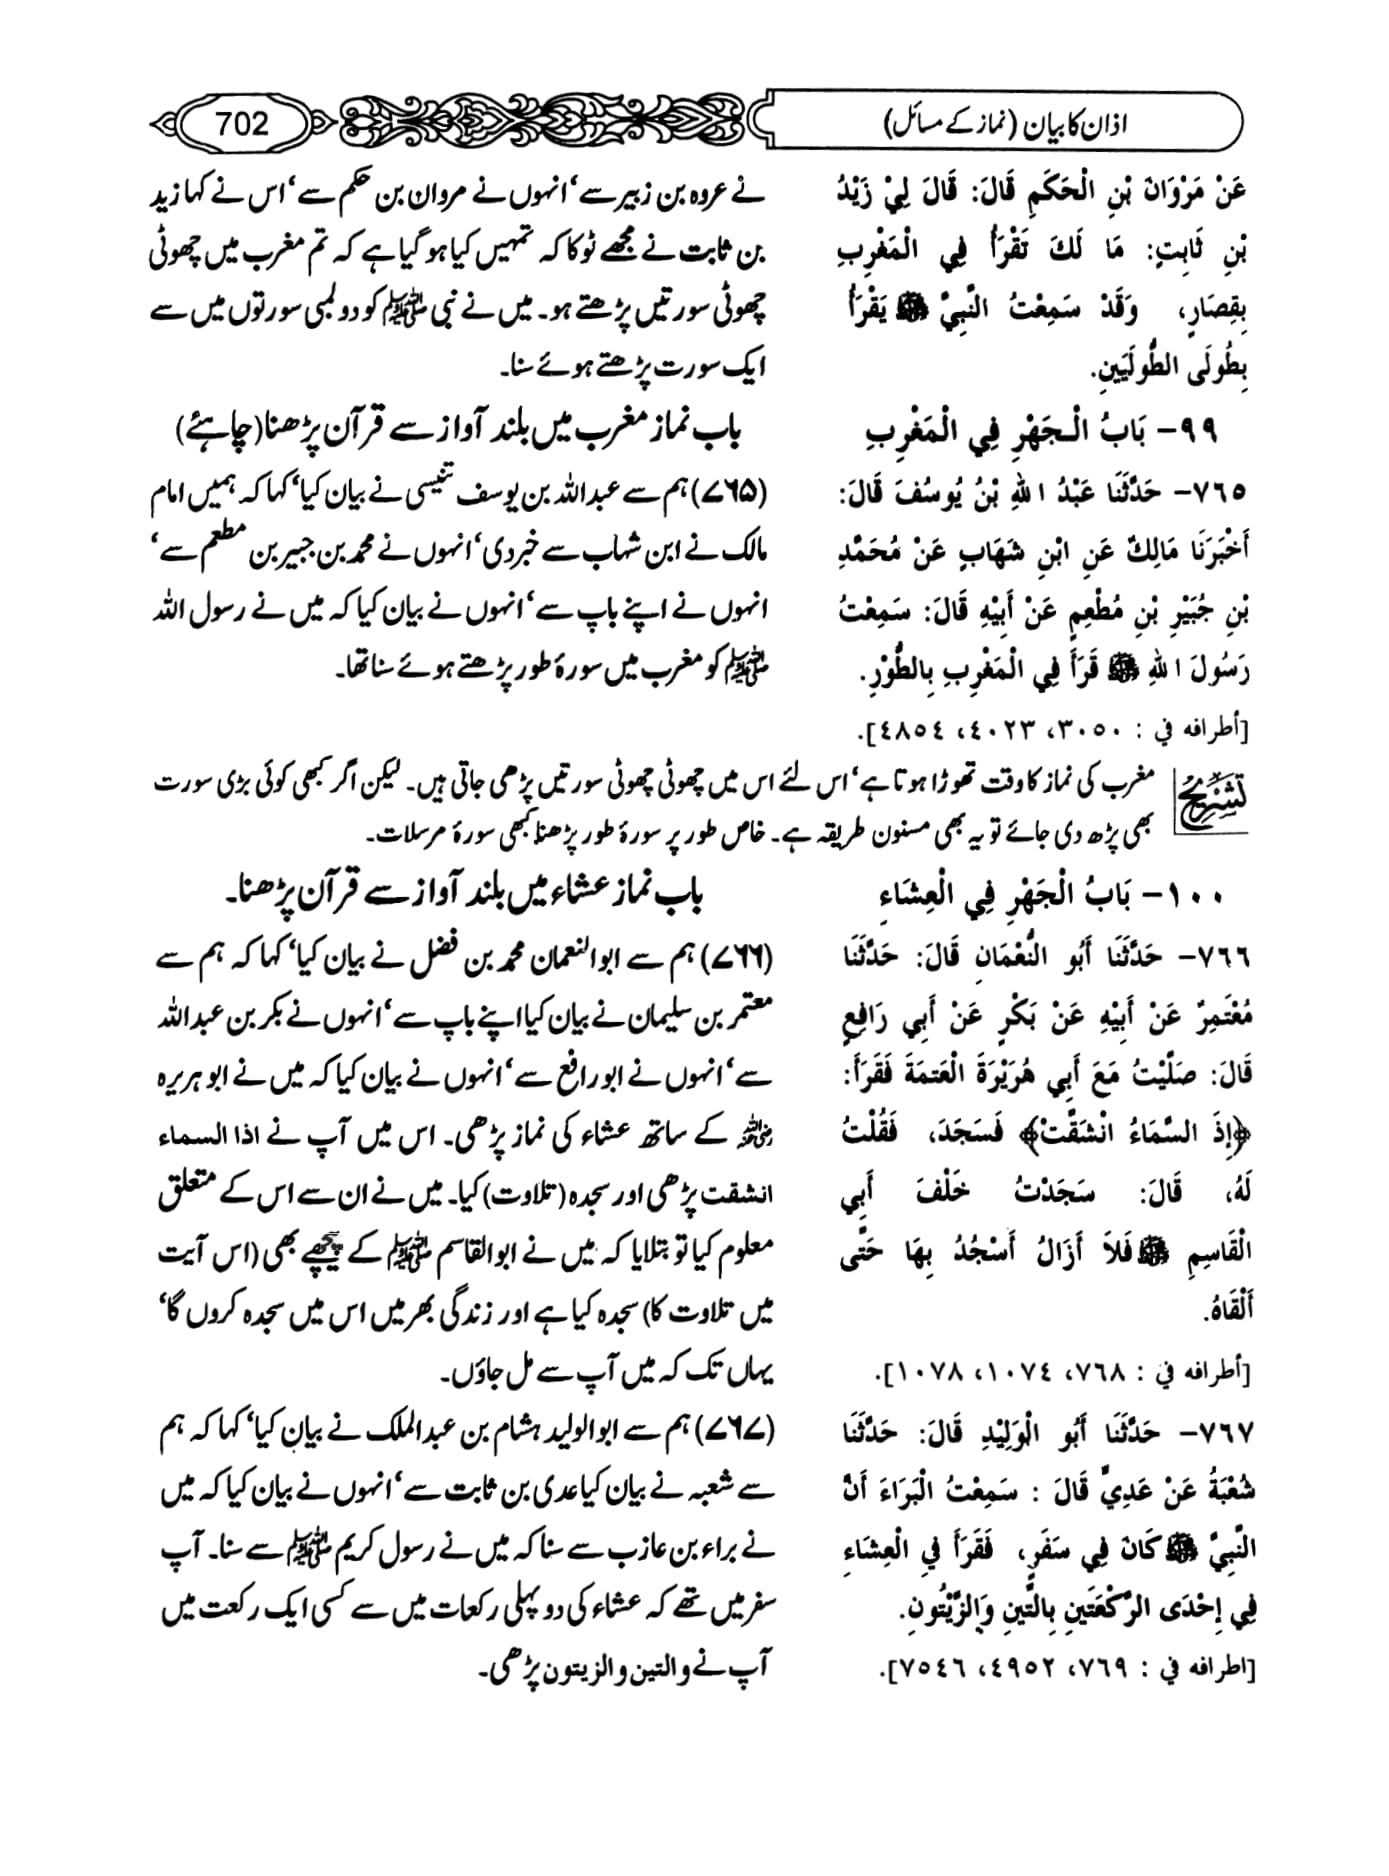 اذان کا بیان (نماز کے مسائل)
702
عَنْ مَرْوَانَ بْنِ الْحَكَمِ قَالَ: قَالَ لِيْ زَيْدُ
بْنِ ثَابِتٍ: مَا لَكَ تَقْرَأُ فِي الْمَغْرِبِ
بِقِصَارٍ، وَقَدْ سَمِعْتُ النَّبِيَّ ﷺ يَقْرَأُ
بِطُولَى الطُّولَيَينِ.
نے عروہ بن زبیر سے‘ انہوں نے مروان بن حکم سے‘ اس نے کہا زید
بن ثابت نے مجھے ٹوکا کہ تمہیں کیا ہو گیا ہے کہ تم مغرب میں چھوٹی
چھوٹی سورتیں پڑھتے ہو۔ میں نے نبی ﷺ کو دو لمبی سورتوں میں سے
ایک سورت پڑھتے ہوئے سنا۔
٩٩- بَابُ الْجَهْرِ فِي الْمَغْرِبِ
باب نماز مغرب میں بلند آواز سے قرآن پڑھنا (چاہئے)
٧٦٥- حَدَّثَنَا عَبْدُ اللهِ بْنُ يُوسُفَ قَالَ:
أَخْبَرَنَا مَالِكٌ عَنِ ابْنِ شَهَابٍ عَنْ مُحَمَّدِ
بْنِ جُبَيْرِ بْنِ مُطْعِمٍ عَنْ أَبِيْهِ قَالَ: سَمِعْتُ
رَسُولَ اللهِ ﷺ قَرَأَ فِي الْمَغْرِبِ بِالطُّوْرِ.
[أطرافه في : ٣٠٥٠، ٤٠٢٣، ٤٨٥٤].
(۷۶۵) ہم سے عبداللہ بن یوسف تنیسی نے بیان کیا‘ کہا کہ ہمیں امام
مالک نے ابن شہاب سے خبر دی‘ انہوں نے محمد بن جبیر بن مطعم سے‘
انہوں نے اپنے باپ سے‘ انہوں نے بیان کیا کہ میں نے رسول اللہ
ﷺ کو مغرب میں سورۂ طور پڑھتے ہوئے سنا تھا۔
تشریح
مغرب کی نماز کا وقت تھوڑا ہوتا ہے‘ اس لئے اس میں چھوٹی چھوٹی سورتیں پڑھی جاتی ہیں۔ لیکن اگر کبھی کوئی بڑی سورت
بھی پڑھ دی جائے تو یہ بھی مسنون طریقہ ہے۔ خاص طور پر سورۂ طور پڑھنا کبھی سورۂ مرسلات۔
١٠٠- بَابُ الْجَهْرِ فِي الْعِشَاءِ
باب نماز عشاء میں بلند آواز سے قرآن پڑھنا۔
٧٦٦- حَدَّثَنَا أَبُو النُّعْمَانِ قَالَ: حَدَّثَنَا
مُعْتَمِرٌ عَنْ أَبِيْهِ عَنْ بَكْرٍ عَنْ أَبِي رَافِعٍ
قَالَ: صَلَّيْتُ مَعَ أَبِي هُرَيْرَةَ الْعَتمَةَ فَقَرَأَ:
﴿إِذَ السَّمَاءُ انْشَقَّتْ﴾ فَسَجَدَ، فَقُلْتُ
لَهُ، قَالَ: سَجَدْتُ خَلْفَ أَبِي
الْقَاسِمِ ﷺ فَلاَ أَزَالُ أَسْجُدُ بِهَا حَتَّى
أَلْقَاهُ.
[أطرافه في : ٧٦٨، ١٠٧٤، ١٠٧٨].
(۷۶۶) ہم سے ابوالنعمان محمد بن فضل نے بیان کیا‘ کہا کہ ہم سے
معتمر بن سلیمان نے بیان کیا اپنے باپ سے‘ انہوں نے بکر بن عبداللہ
سے‘ انہوں نے ابو رافع سے‘ انہوں نے بیان کیا کہ میں نے ابو ہریرہ
رضی اللہ کے ساتھ عشاء کی نماز پڑھی۔ اس میں آپ نے اذا السماء
انشقت پڑھی اور سجدہ (تلاوت) کیا۔ میں نے ان سے اس کے متعلق
معلوم کیا تو بتلایا کہ میں نے ابوالقاسم ﷺ کے پیچھے بھی (اس آیت
میں تلاوت کا) سجدہ کیا ہے اور زندگی بھر میں اس میں سجدہ کروں گا‘
یہاں تک کہ میں آپ سے مل جاؤں۔
٧٦٧- حَدَّثَنَا أَبُو الْوَلِيْدِ قَالَ: حَدَّثَنَا
شُعْبَةُ عَنْ عَدِيٍّ قَالَ : سَمِعْتُ الْبَرَاءَ أَنَّ
النَّبِيَّ ﷺ كَانَ فِي سَفَرٍ، فَقَرَأَ فِي الْعِشَاءِ
فِي إِحْدَى الرَّكْعَتَينِ بِالتَّينِ وَالزَّيْتُونِ.
[اطرافه في : ٧٦٩، ٤٩٥٢، ٧٥٤٦].
(۷۶۷) ہم سے ابوالولید ہشام بن عبدالملک نے بیان کیا‘ کہا کہ ہم
سے شعبہ نے بیان کیا عدی بن ثابت سے‘ انہوں نے بیان کیا کہ میں
نے براء بن عازب سے سنا کہ میں نے رسول کریم ﷺ سے سنا۔ آپ
سفر میں تھے کہ عشاء کی دو پہلی رکعات میں سے کسی ایک رکعت میں
آپ نے والتین والزیتون پڑھی۔